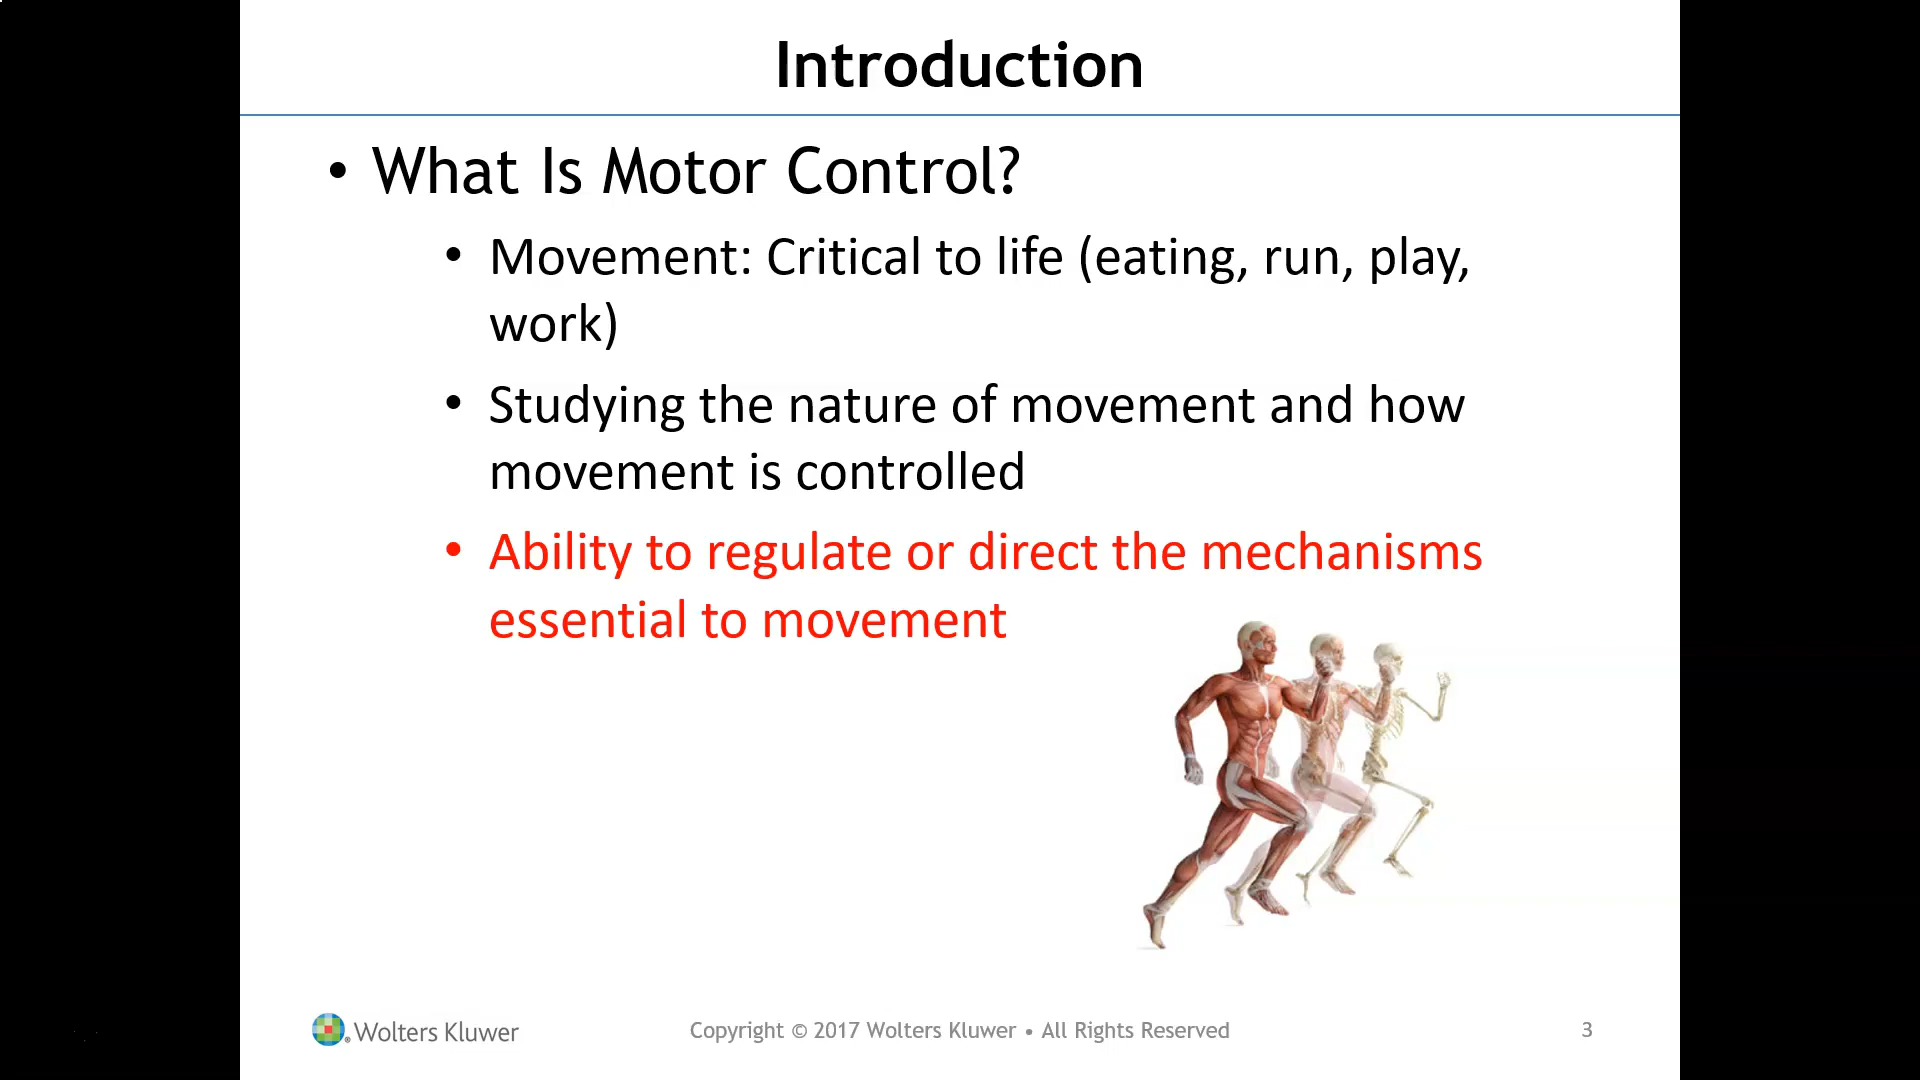 Introduction
• What Is Motor Control?
• Movement: Critical to life (eating, run, play,
work)
• Studying the nature of movement and how
movement is controlled
• Ability to regulate or direct the mechanisms
essential to movement
Wolters Kluwer
Copyright © 2017 Wolters Kluwer • All Rights Reserved
3